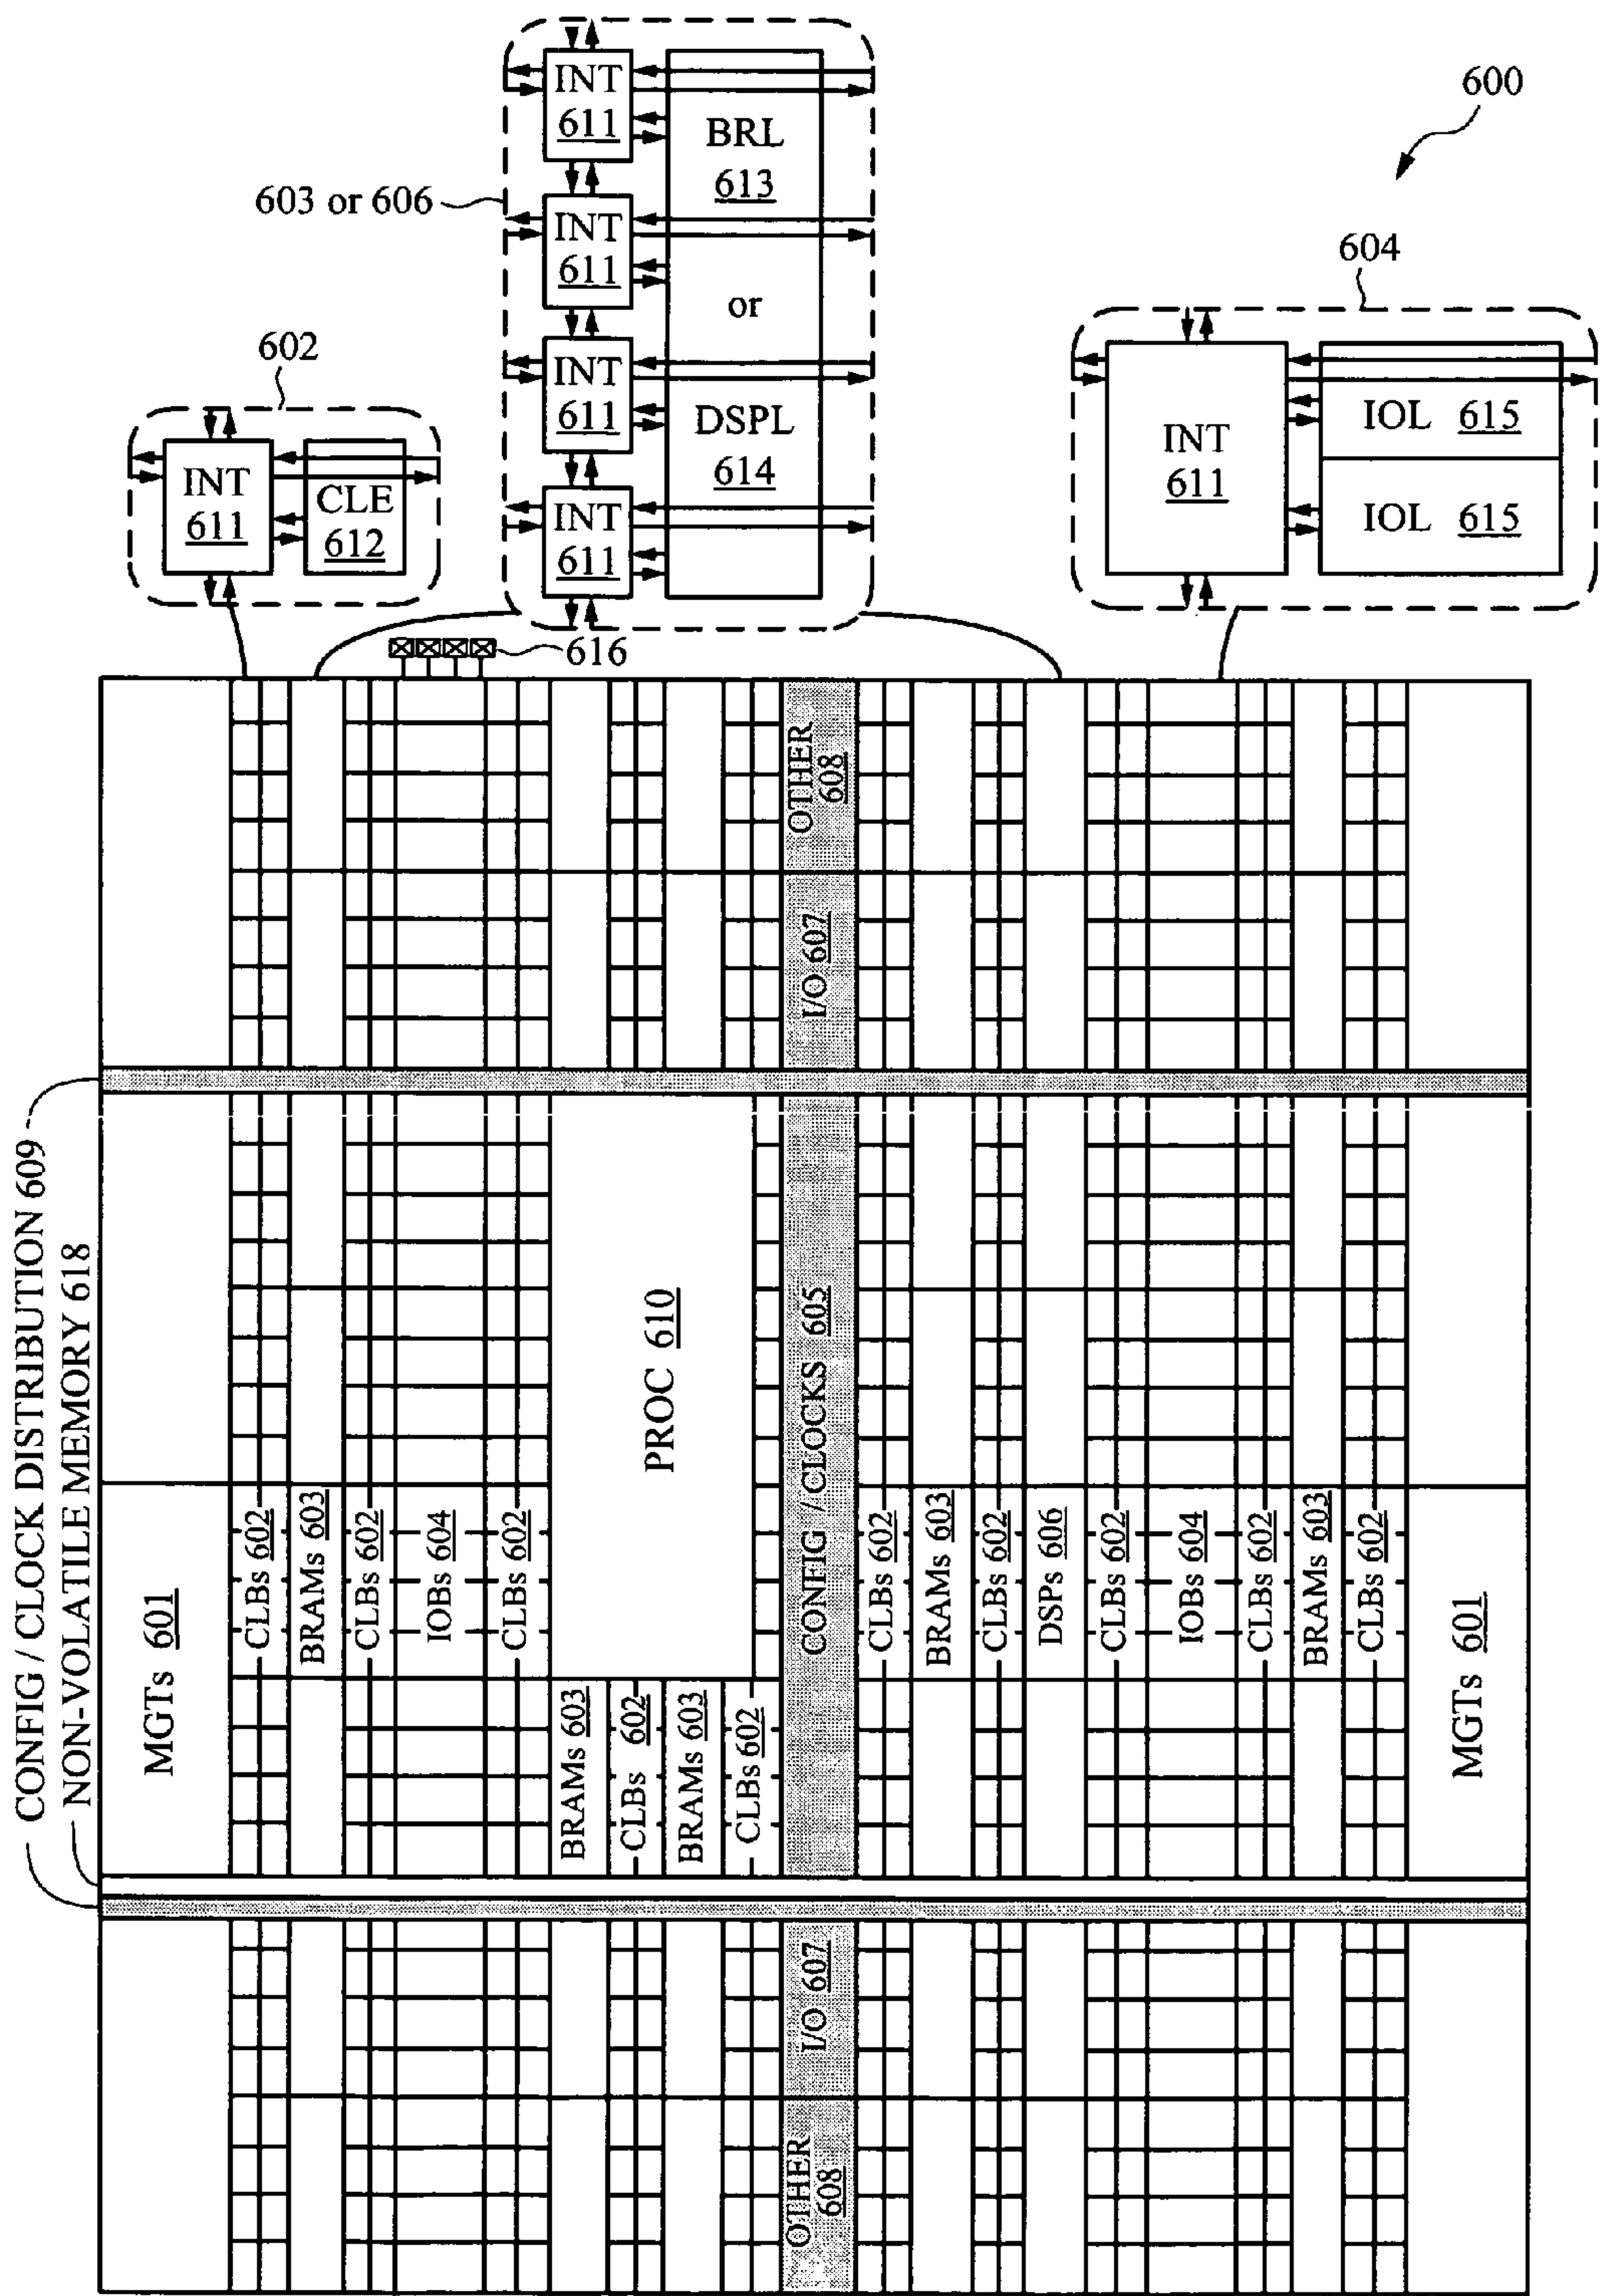 600
INT
611
INT
611
INT
611
INT
611
BRL
613
or
DSPL
614
603 or 606
604
INT
611
IOL 615
IOL 615
602
INT
611
CLE
612
616
OTHER
608
I/O 607
CONFIG / CLOCK DISTRIBUTION 609
NON-VOLATILE MEMORY 618
PROC 610
CONFIG / CLOCKS 605
MGTs 601
CLBs 602
BRAMs 603
CLBs 602
IOBs 604
CLBs 602
BRAMs 603
CLBs 602
BRAMs 603
CLBs 602
CLBs 602
BRAMs 603
CLBs 602
DSPs 606
CLBs 602
IOBs 604
CLBs 602
BRAMs 603
CLBs 602
MGTs 601
I/O 607
OTHER
608